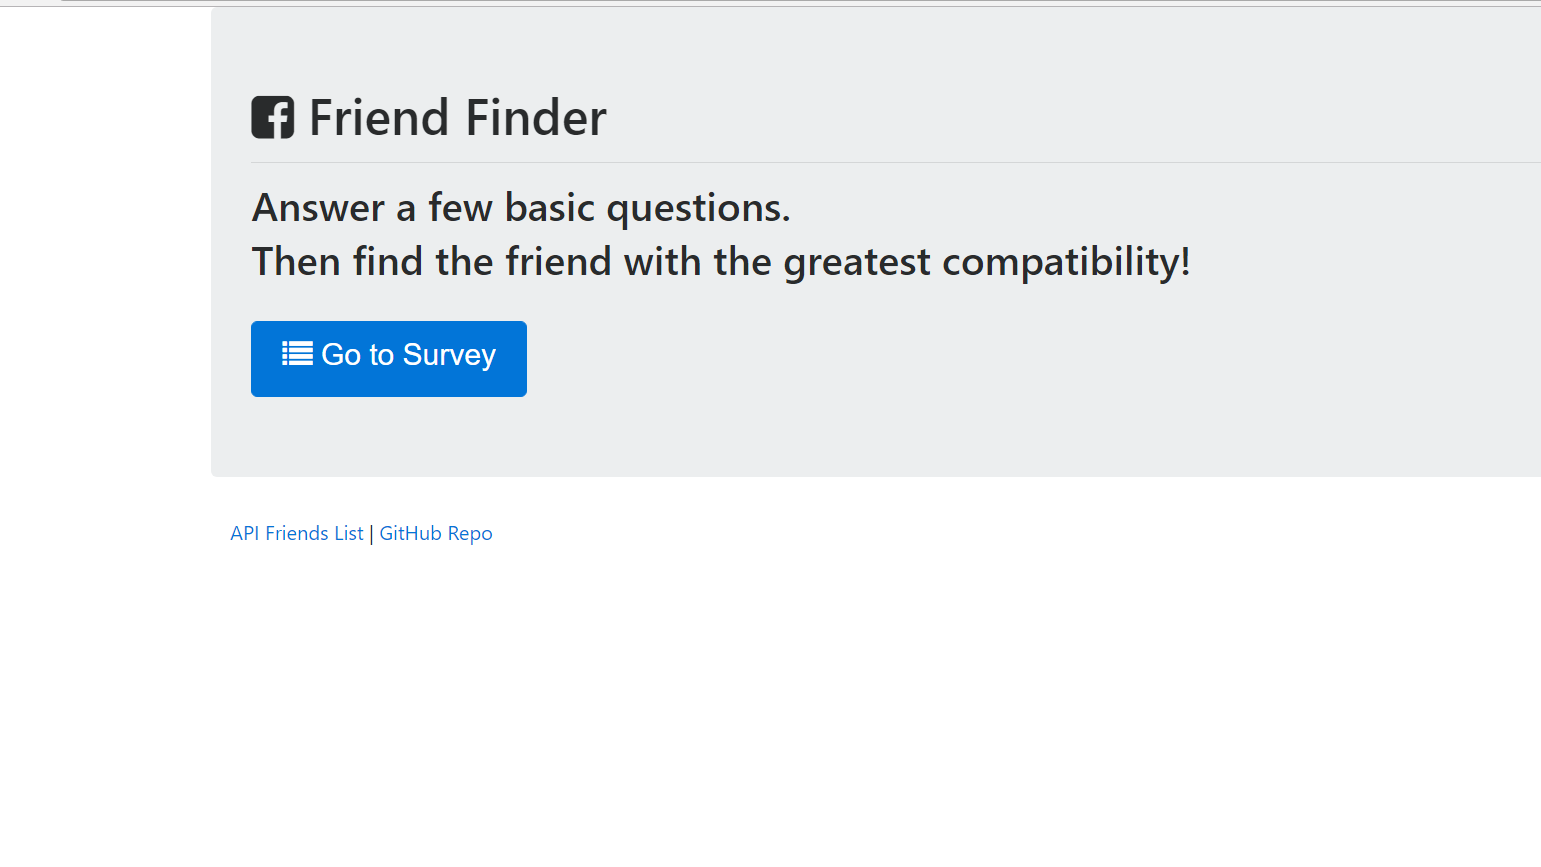 Friend Finder
Answer a few basic questions.
Then find the friend with the greatest compatibility!
Go to Survey
API Friends List | GitHub Repo